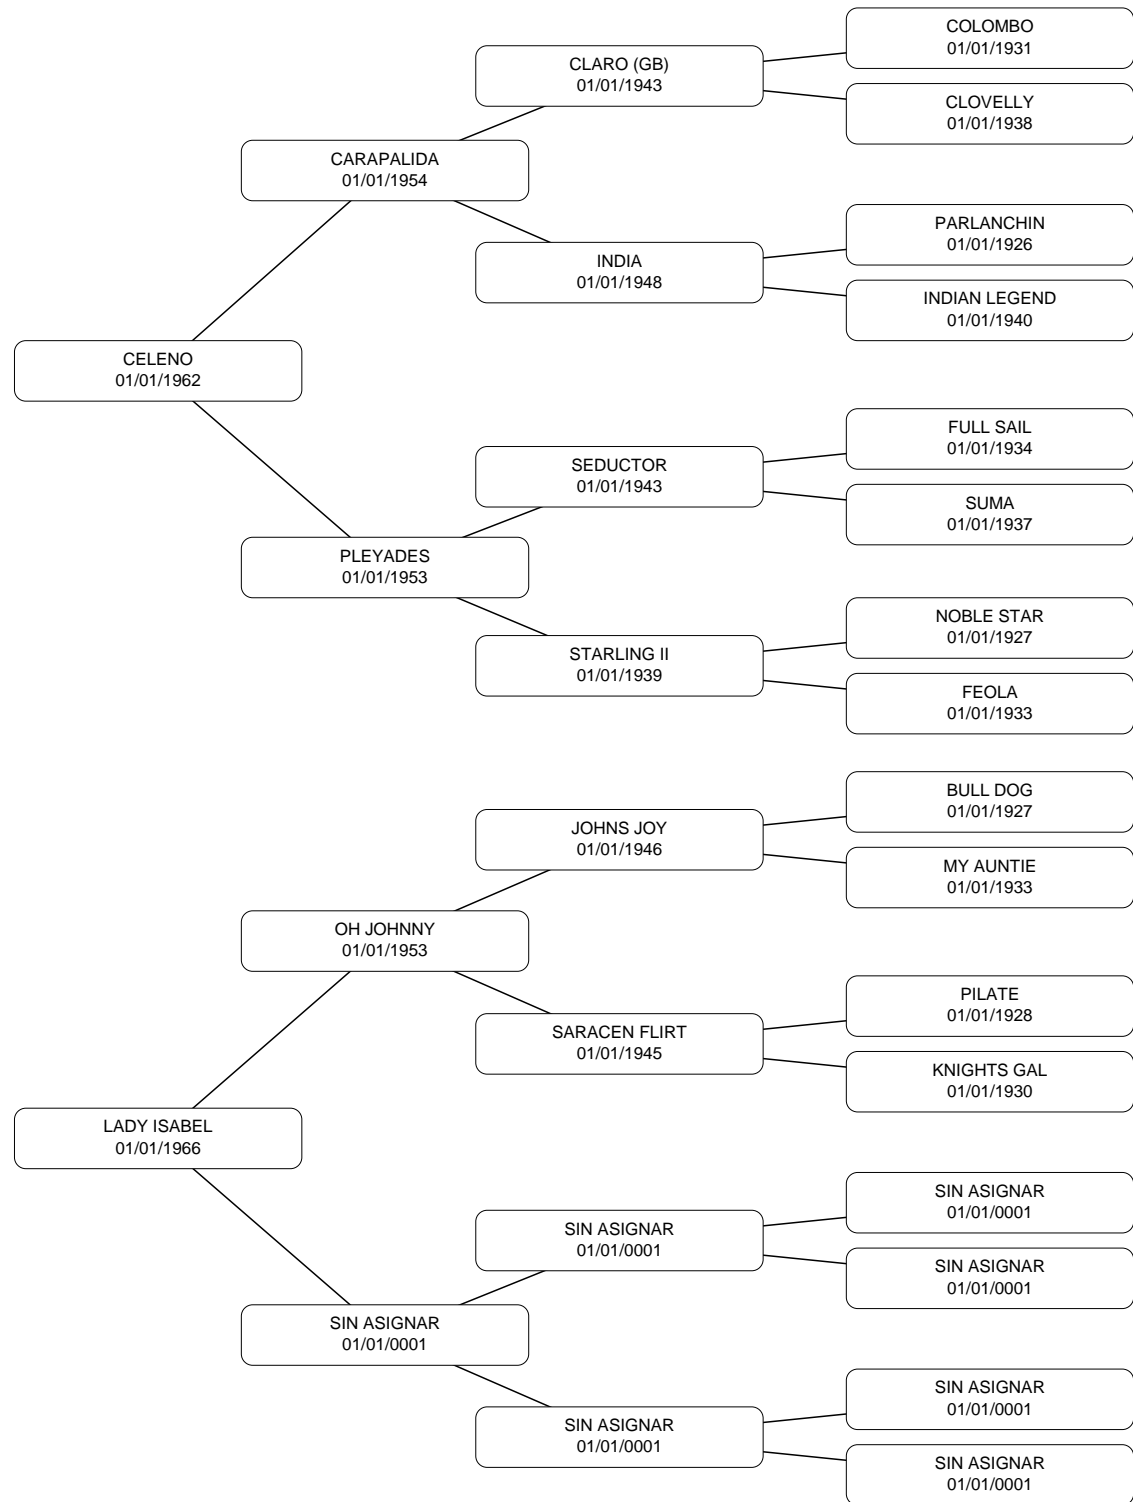 COLOMBO
01/01/1931
CLARO (GB)
01/01/1943
CLOVELLY
01/01/1938
CARAPALIDA
01/01/1954
PARLANCHIN
01/01/1926
INDIA
01/01/1948
INDIAN LEGEND
01/01/1940
CELENO
01/01/1962
FULL SAIL
01/01/1934
SEDUCTOR
01/01/1943
SUMA
01/01/1937
PLEYADES
01/01/1953
NOBLE STAR
01/01/1927
STARLING II
01/01/1939
FEOLA
01/01/1933
BULL DOG
01/01/1927
JOHNS JOY
01/01/1946
MY AUNTIE
01/01/1933
OH JOHNNY
01/01/1953
PILATE
01/01/1928
SARACEN FLIRT
01/01/1945
KNIGHTS GAL
01/01/1930
LADY ISABEL
01/01/1966
SIN ASIGNAR
01/01/0001
SIN ASIGNAR
01/01/0001
SIN ASIGNAR
01/01/0001
SIN ASIGNAR
01/01/0001
SIN ASIGNAR
01/01/0001
SIN ASIGNAR
01/01/0001
SIN ASIGNAR
01/01/0001